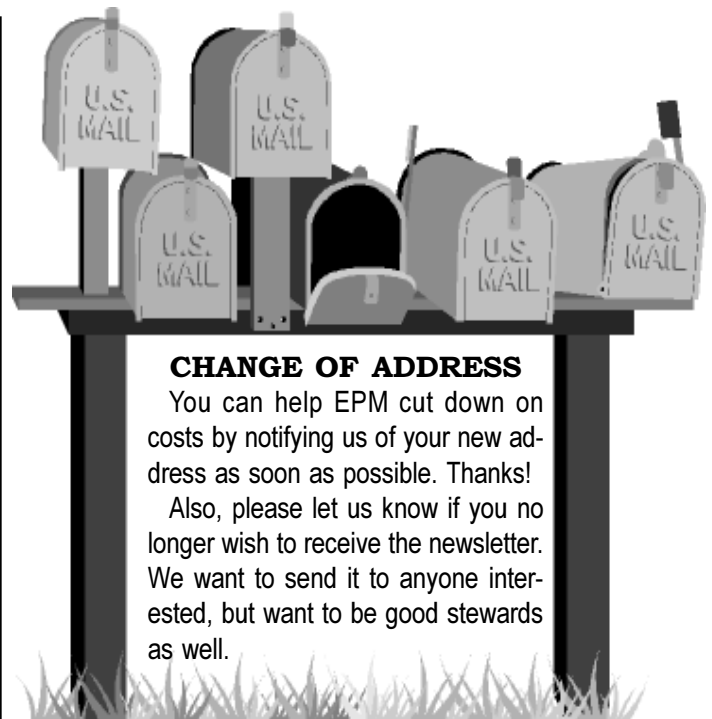 U.S.
MAIL
U.S.
MAIL
U.S.
MAIL
U.S.
MAIL
U.S.
MAIL
CHANGE OF ADDRESS
You can help EPM cut down on
costs by notifying us of your new ad-
dress as soon as possible. Thanks!
Also, please let us know if you no
longer wish to receive the newsletter.
We want to send it to anyone inter-
ested, but want to be good stewards
as well.